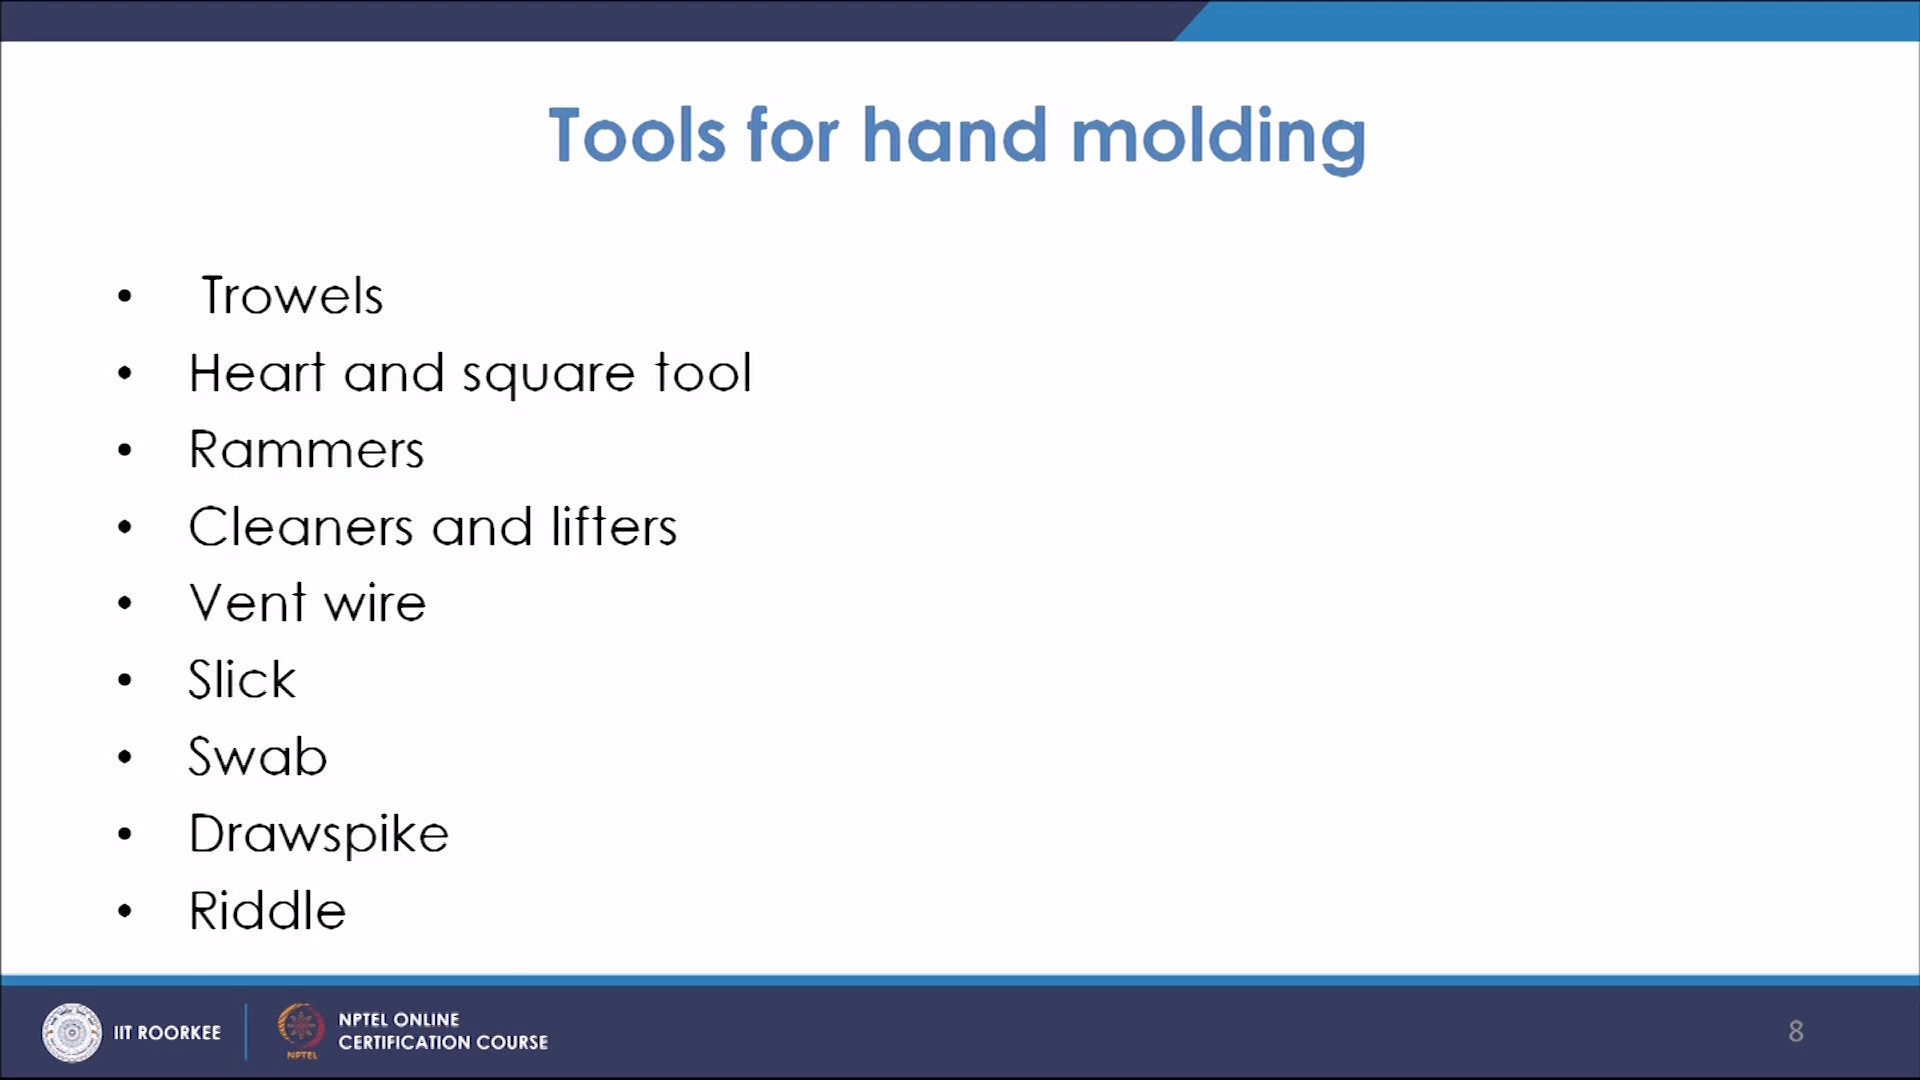 Tools for hand molding
• Trowels
• Heart and square tool
• Rammers
• Cleaners and lifters
• Vent wire
• Slick
• Swab
• Drawspike
• Riddle
IIT ROORKEE
NPTEL
NPTEL ONLINE
CERTIFICATION COURSE
8